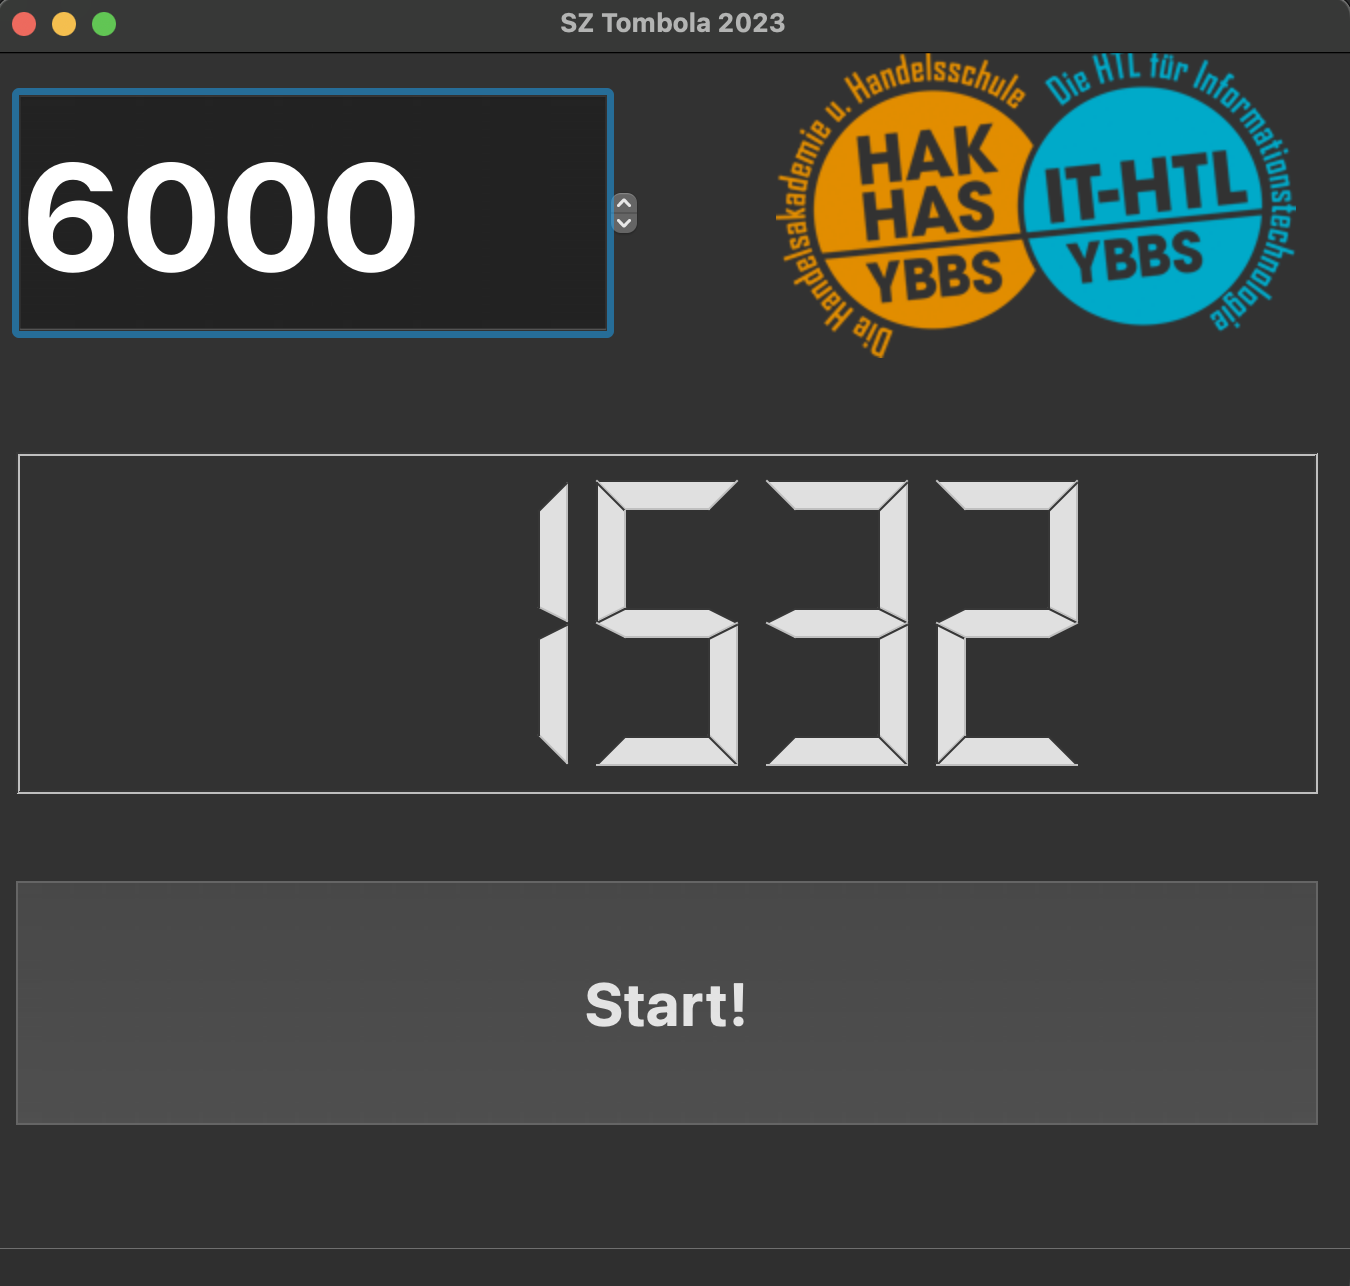 SZ Tombola 2023
6000
Die Handelsakademie u. Handelsschule
HAK
HAS
YBBS
Die HTL für Informationstechnologie
IT-HTL
YBBS
1532
Start!